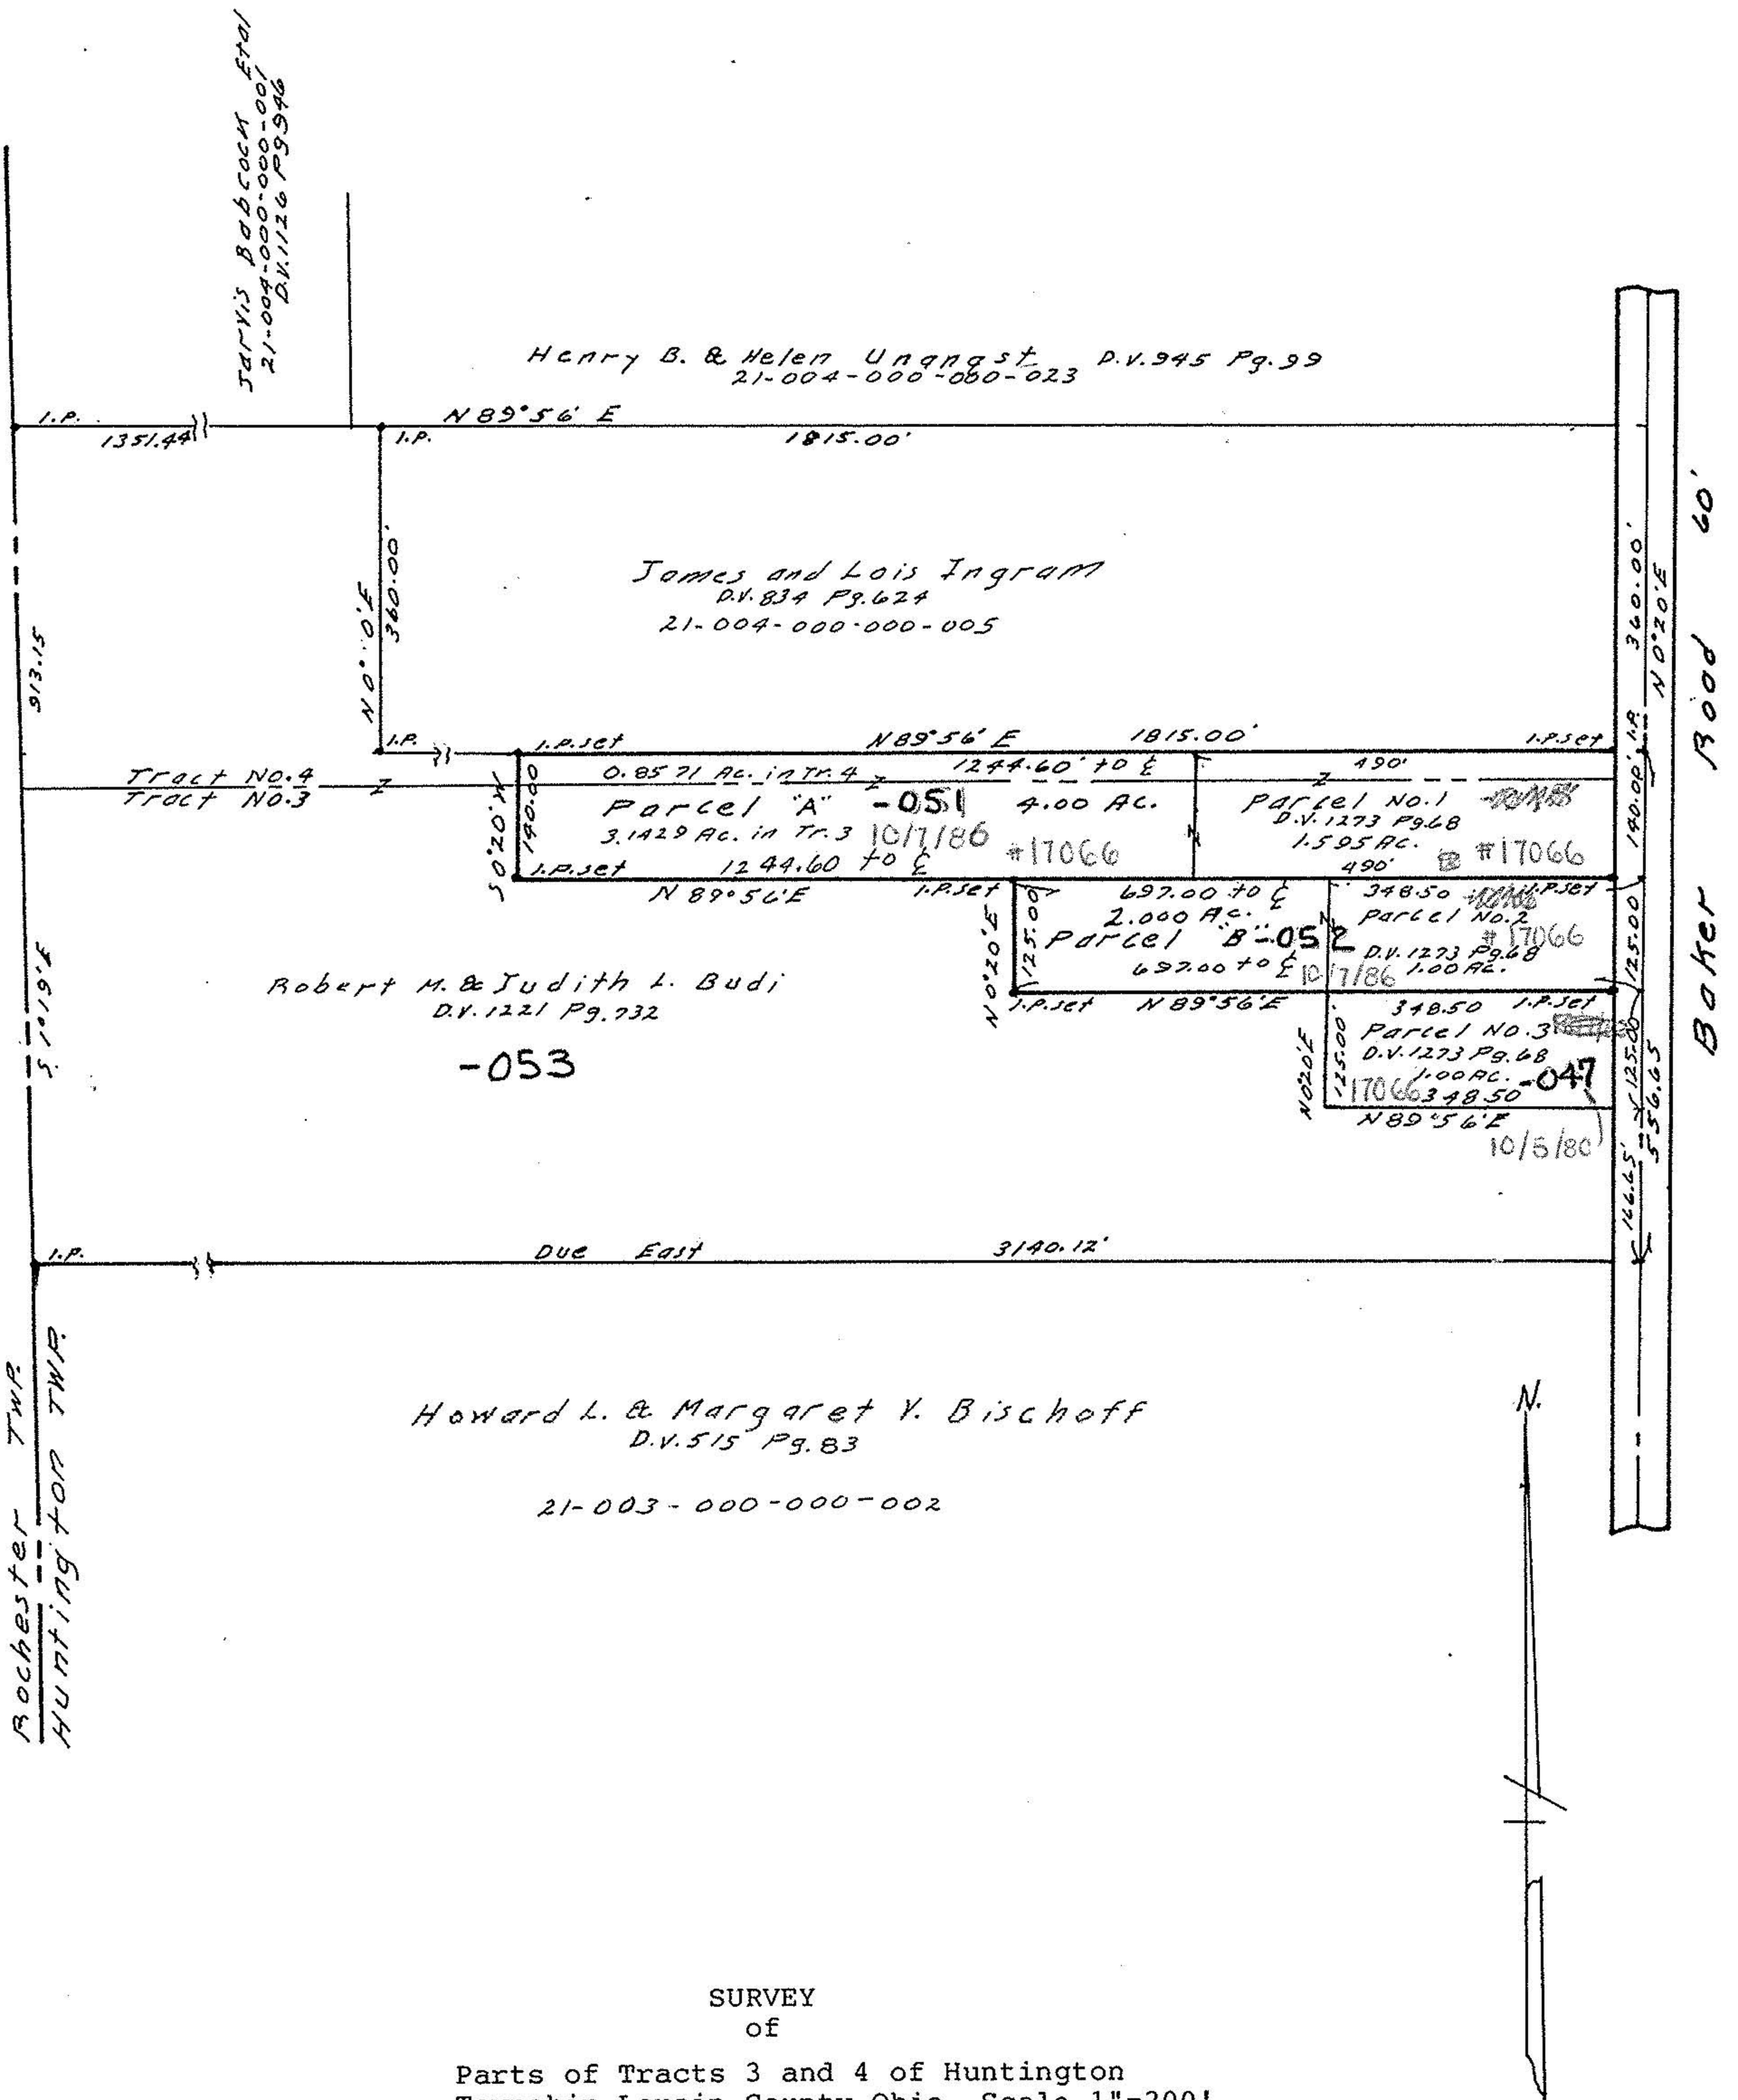 Jarvis Babcock Etal
21-004-000-000-001
D.V.1126 Pg946
Henry B. & Helen Unangst D.V.945 Pg.99
21-004-000-000-023
I.P.
1351.44
N 89°56' E
I.P.
1815.00'
N 0°20'E
360.00'
James and Lois Ingram
D.V.834 Pg.624
21-004-000-000-005
360.00'
N 0°20'E
Baker Road 60'
913.15
I.P.
I.P.set
N 89°56' E
1815.00'
I.P.set
I.P.
Tract No.4
Tract No.3
S 0°20'W
140.00
0.8571 Ac. in Tr.4
1244.60' to ℄
490'
Parcel "A" -051 4.00 Ac.
3.1429 Ac. in Tr.3 10/7/86 #17066
Parcel No.1
D.V.1273 Pg.68
1.595 Ac.
#17066
490'
140.00'
I.P.set
1244.60 to ℄
N 89°56'E
I.P.set
697.00 to ℄
348.50
I.P.set
N 0°20'E
125.00
2.000 Ac.
Parcel "B" -052
697.00 to ℄
10/7/86
Parcel No.2
#17066
D.V.1273 Pg.68
1.00 Ac.
125.00
I.P.set
N 89°56'E
348.50
I.P.set
Robert M. & Judith L. Budi
D.V.1221 Pg.732
-053
S 1°19'E
N 0°20'E
125.00'
Parcel No.3
D.V.1273 Pg.68
1.00 Ac.
-047
17066
348.50
N 89°56'E
10/5/80
125.00
556.65
166.65'
I.P.
Due East
3140.12'
Rochester TWP.
Huntington TWP.
Howard L. & Margaret V. Bischoff
D.V.515 Pg.83
21-003-000-000-002
N.
SURVEY
of
Parts of Tracts 3 and 4 of Huntington
Township Lorain County Ohio Scale 1"=200'